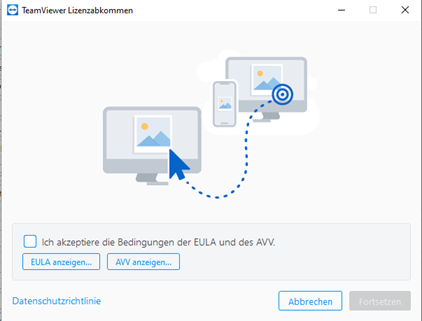 TeamViewer Lizenzabkommen
Ich akzeptiere die Bedingungen der EULA und des AVV.
EULA anzeigen... AVV anzeigen...
Datenschutzrichtlinie Abbrechen Fortsetzen